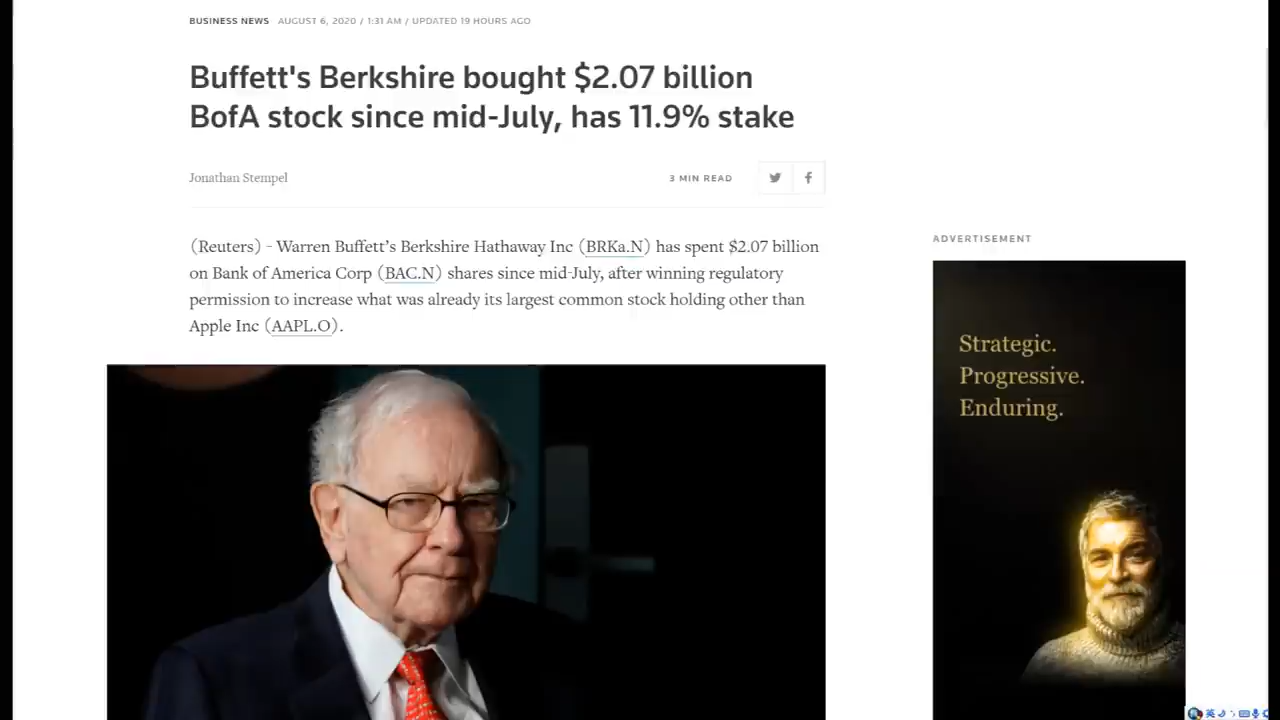 BUSINESS NEWS AUGUST 6, 2020 / 1:31 AM / UPDATED 19 HOURS AGO
Buffett's Berkshire bought $2.07 billion
BofA stock since mid-July, has 11.9% stake
Jonathan Stempel
3 MIN READ
(Reuters) - Warren Buffett’s Berkshire Hathaway Inc (BRKa.N) has spent $2.07 billion
on Bank of America Corp (BAC.N) shares since mid-July, after winning regulatory
permission to increase what was already its largest common stock holding other than
Apple Inc (AAPL.O).
ADVERTISEMENT
Strategic.
Progressive.
Enduring.
英